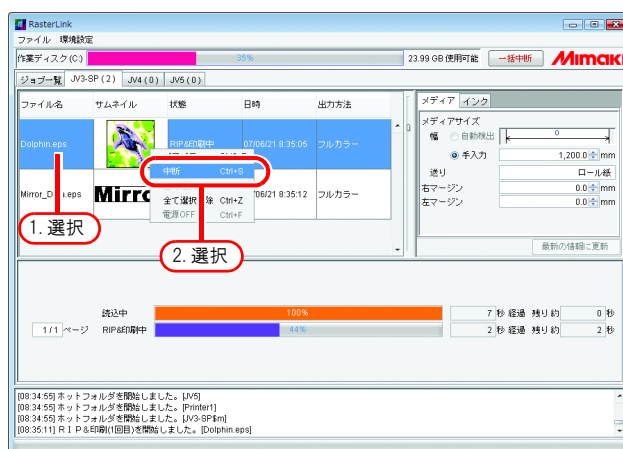 RasterLink
ファイル 環境設定
作業ディスク(C:) 35% 23.99 GB 使用可能 一括中断 Mimaki
ジョブ一覧 JV3-SP(2) JV4(0) JV5(0)
ファイル名 サムネイル 状態 日時 出力方法
Dolphin.eps RIP&印刷中 07/06/21 8:35:05 フルカラー
中断 Ctrl+S
Mirror_D a.eps Mirro 06/21 8:35:12 フルカラー
全て選択 除 Ctrl+Z
電源OFF Ctrl+F
1. 選択
2. 選択
メディア インク
メディアサイズ
幅 自動検出 0
手入力 1,200.0 mm
送り ロール紙
右マージン 0.0 mm
左マージン 0.0 mm
最新の情報に更新
読込中 100% 7 秒 経過 残り 約 0 秒
1/1 ページ RIP&印刷中 44% 2 秒 経過 残り 約 2 秒
[08:34:55] ホットフォルダを開始しました。[JV5]
[08:34:55] ホットフォルダを開始しました。[Printer1]
[08:34:55] ホットフォルダを開始しました。[JV3-SP$m]
[08:35:11] RIP&印刷(1回目)を開始しました。[Dolphin.eps]